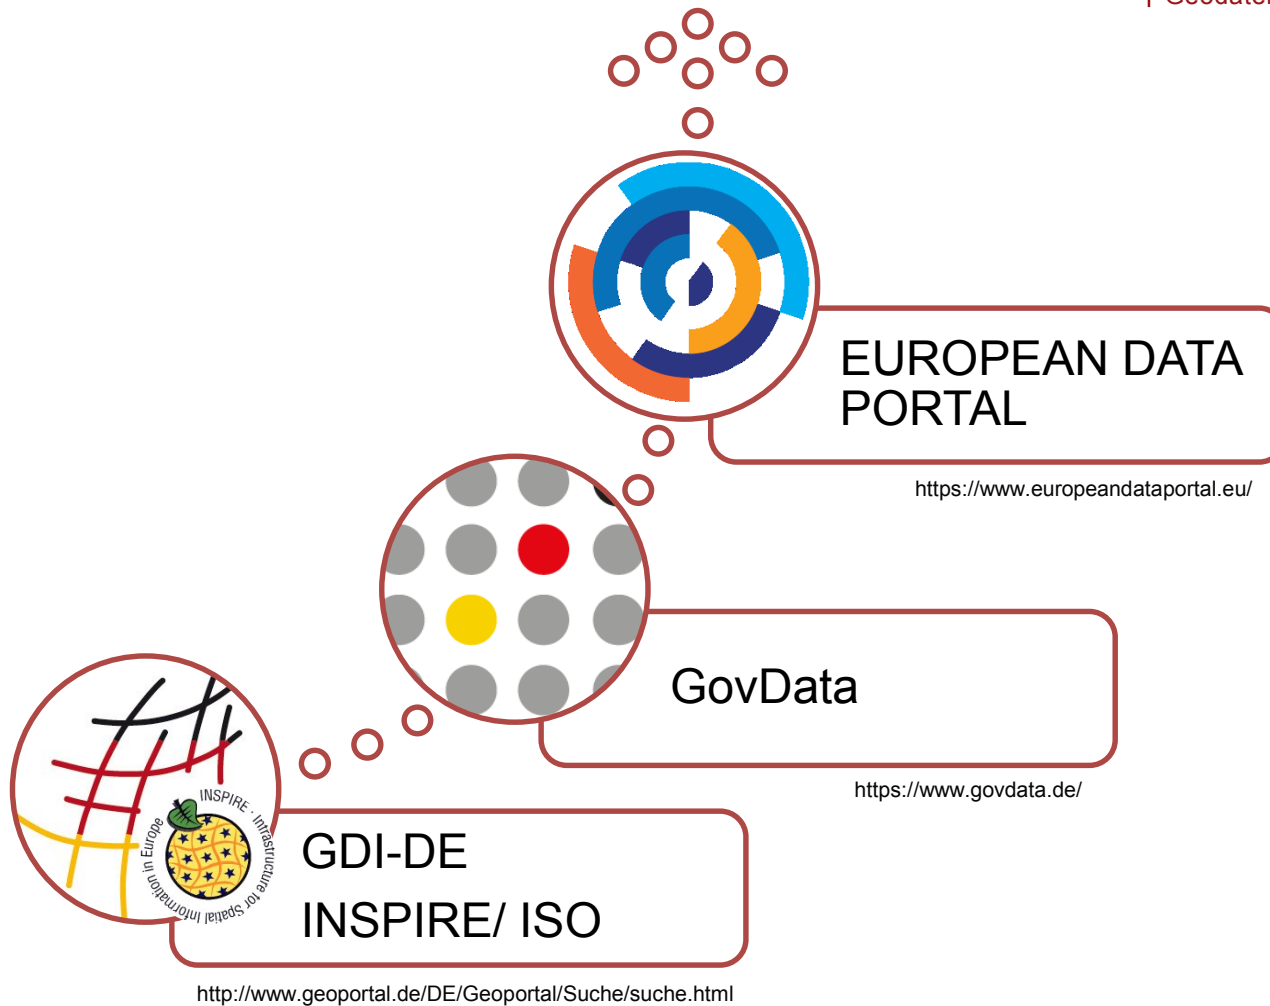 EUROPEAN DATA
PORTAL
https://www.europeandataportal.eu/
GovData
https://www.govdata.de/
INSPIRE - Infrastructure for Spatial Information in Europe
GDI-DE
INSPIRE/ ISO
http://www.geoportal.de/DE/Geoportal/Suche/suche.html